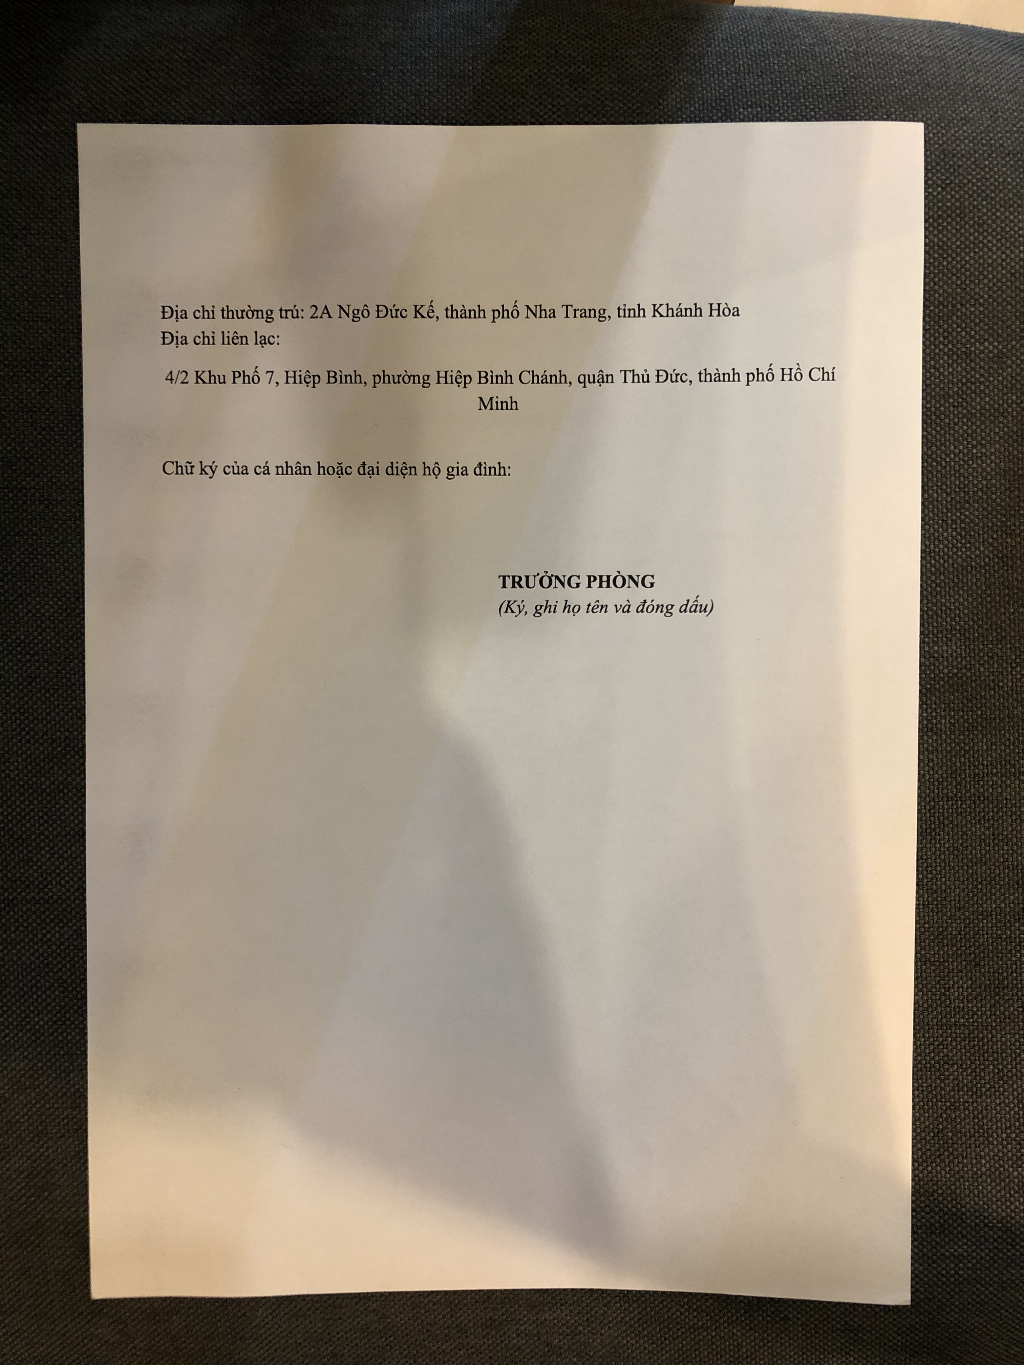 Địa chỉ thường trú: 2A Ngô Đức Kế, thành phố Nha Trang, tỉnh Khánh Hòa
Địa chỉ liên lạc:
4/2 Khu Phố 7, Hiệp Bình, phường Hiệp Bình Chánh, quận Thủ Đức, thành phố Hồ Chí
Minh
Chữ ký của cá nhân hoặc đại diện hộ gia đình:
TRƯỞNG PHÒNG
(Ký, ghi họ tên và đóng dấu)